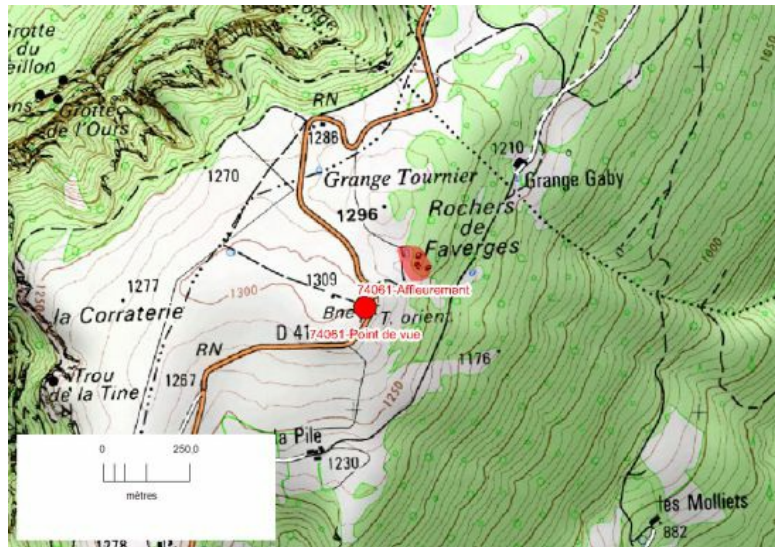 Grotte
du
eillon
Grotte
de l'Ours
RN
1286
1270
Grange Tournier
1296
1210
Grange Gaby
Rochers
de
Faverges
1200
1000
1277
la Corraterie
1250
1300
1309
74061-Affleurement
Bne
T. orient.
74061-Point de vue
D 41
RN
1267
1250
1176
Trou
de la Tine
la Pile
1230
0 250,0
mètres
les Molliets
882
1278